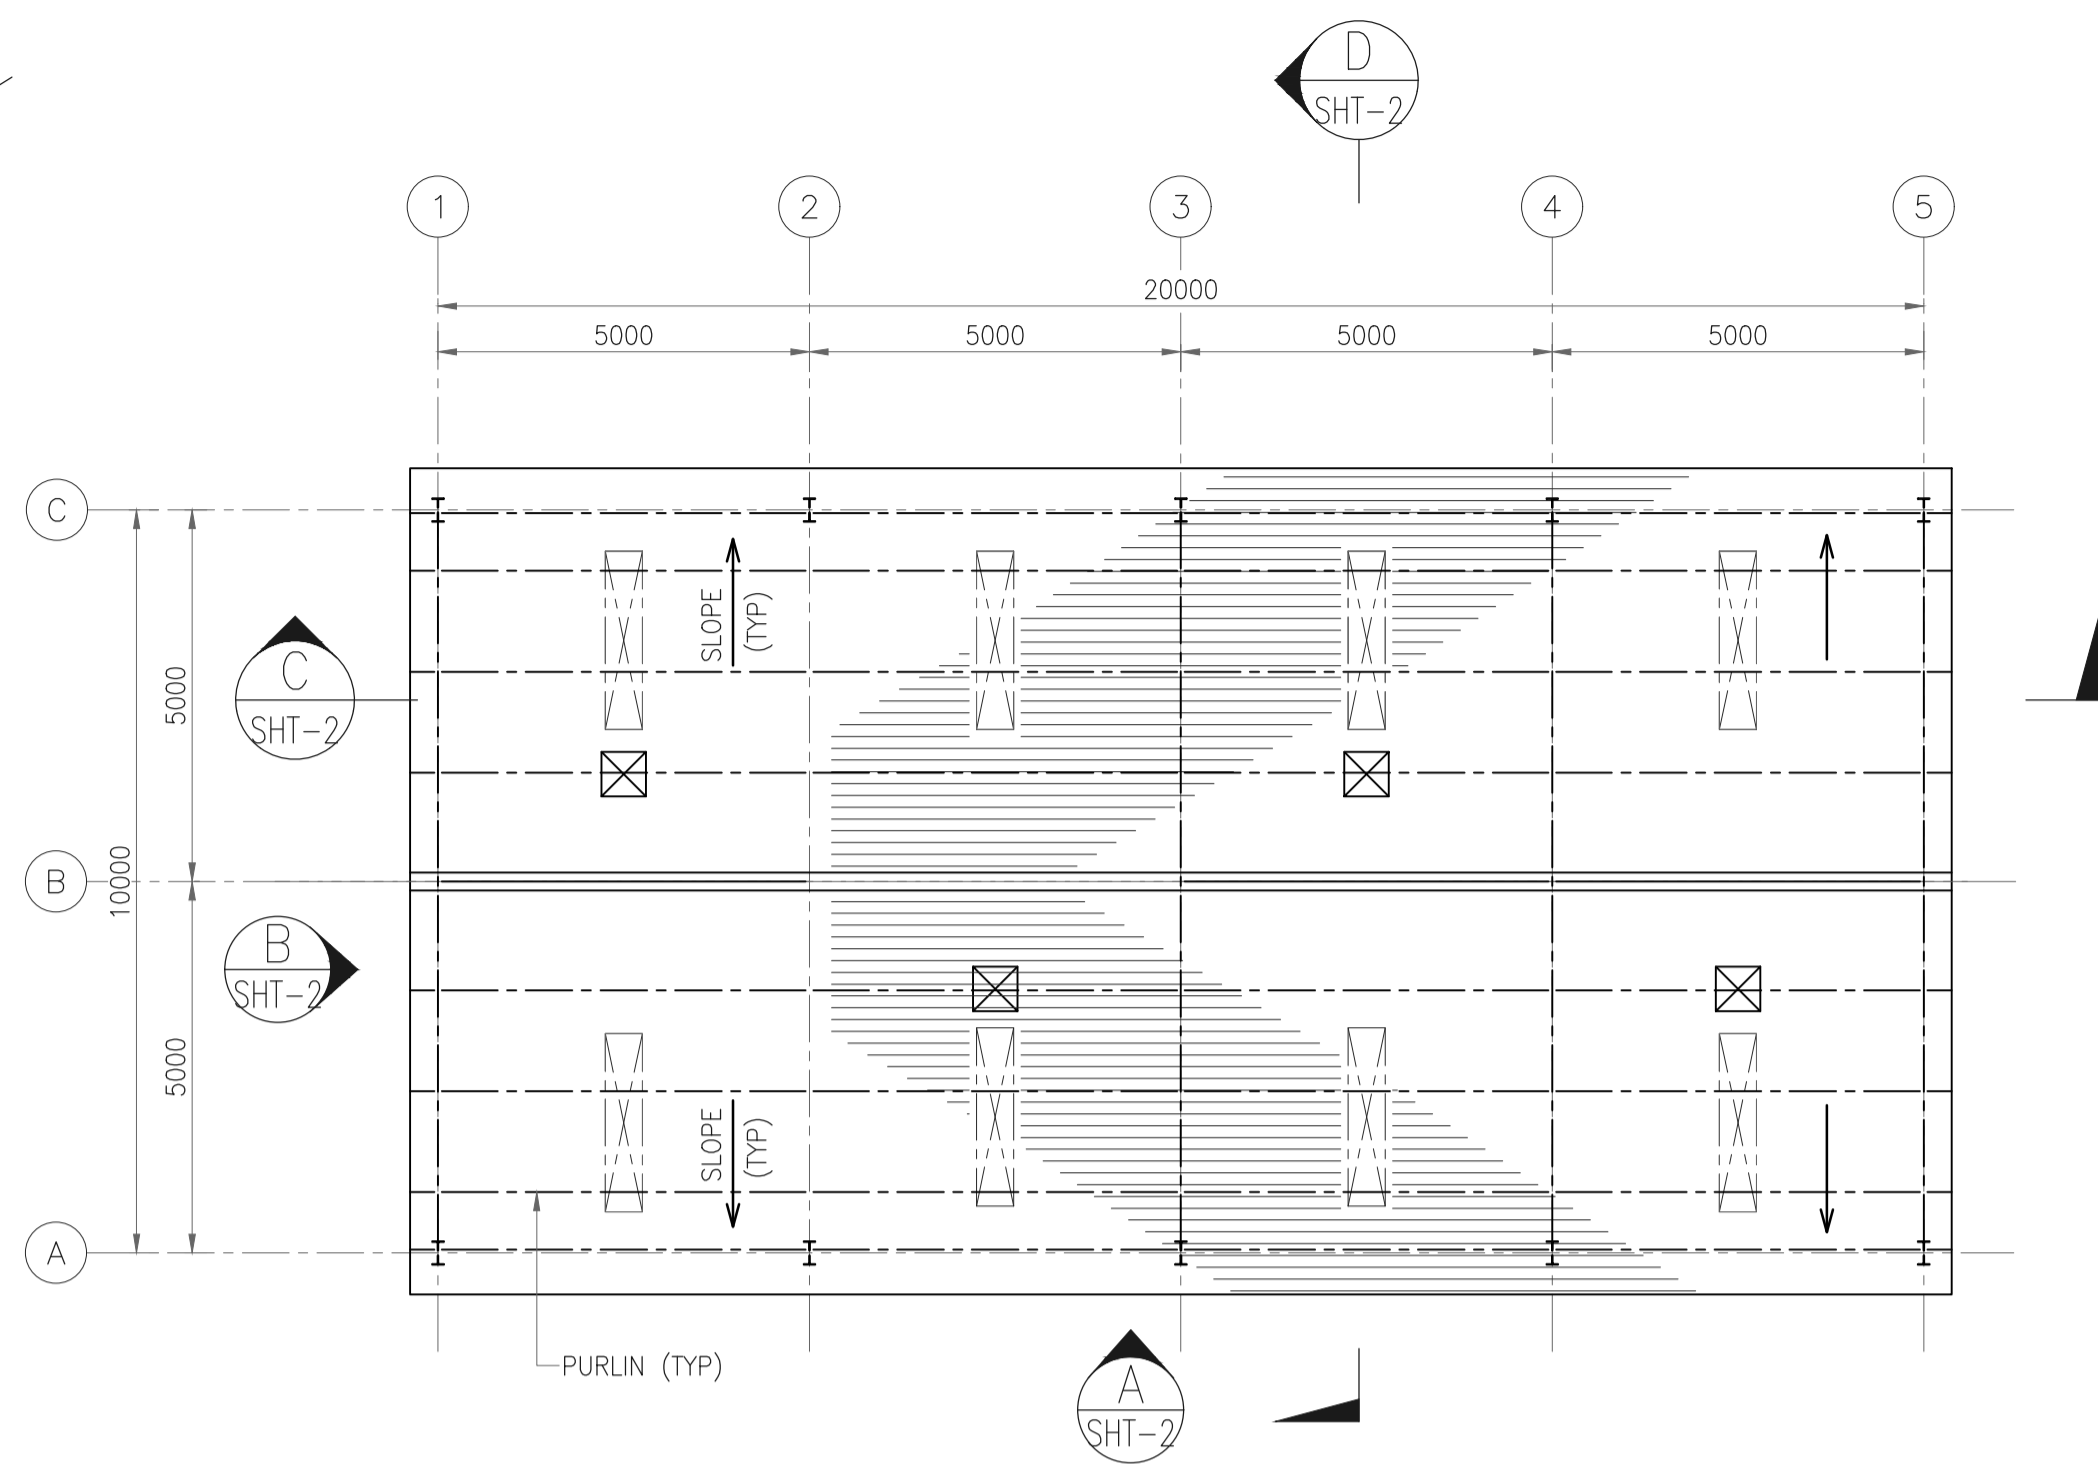 D
SHT-2
1
2
3
4
5
20000
5000
5000
5000
5000
C
5000
SLOPE
(TYP)
C
SHT-2
B
10000
B
SHT-2
5000
SLOPE
(TYP)
A
PURLIN (TYP)
A
SHT-2